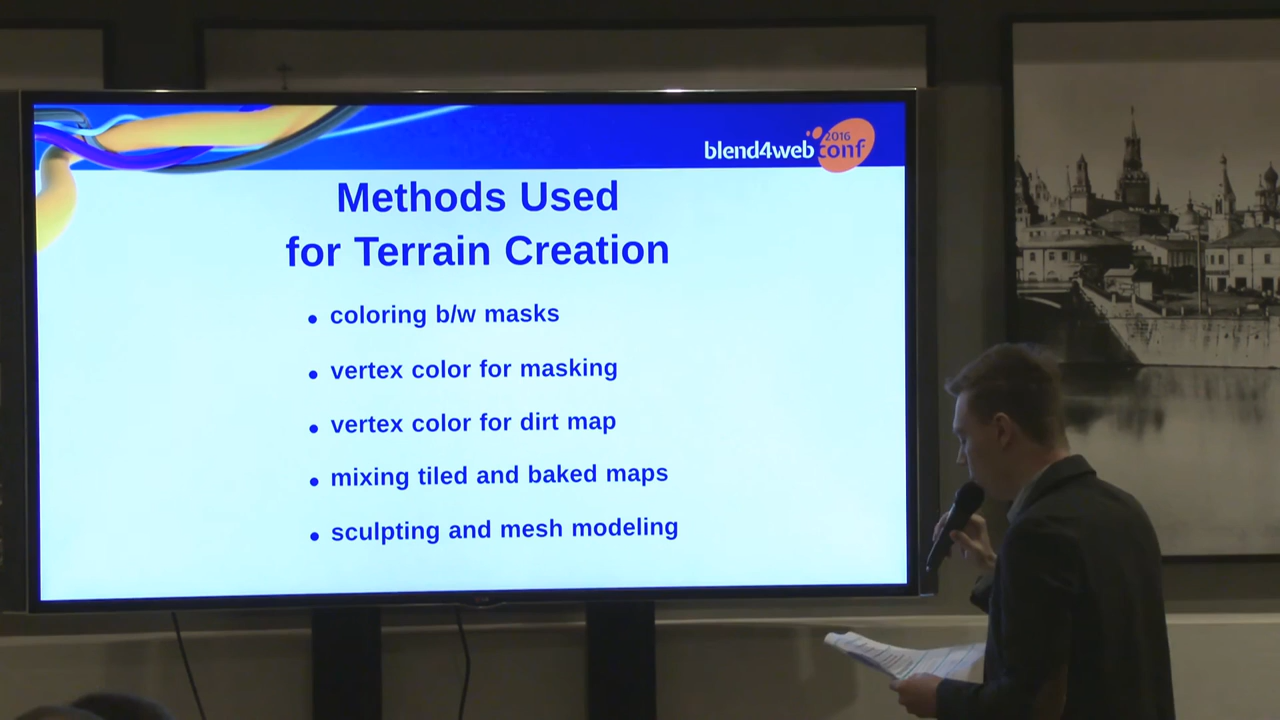 blend4web
2016
conf
Methods Used
for Terrain Creation
• coloring b/w masks
• vertex color for masking
• vertex color for dirt map
• mixing tiled and baked maps
• sculpting and mesh modeling